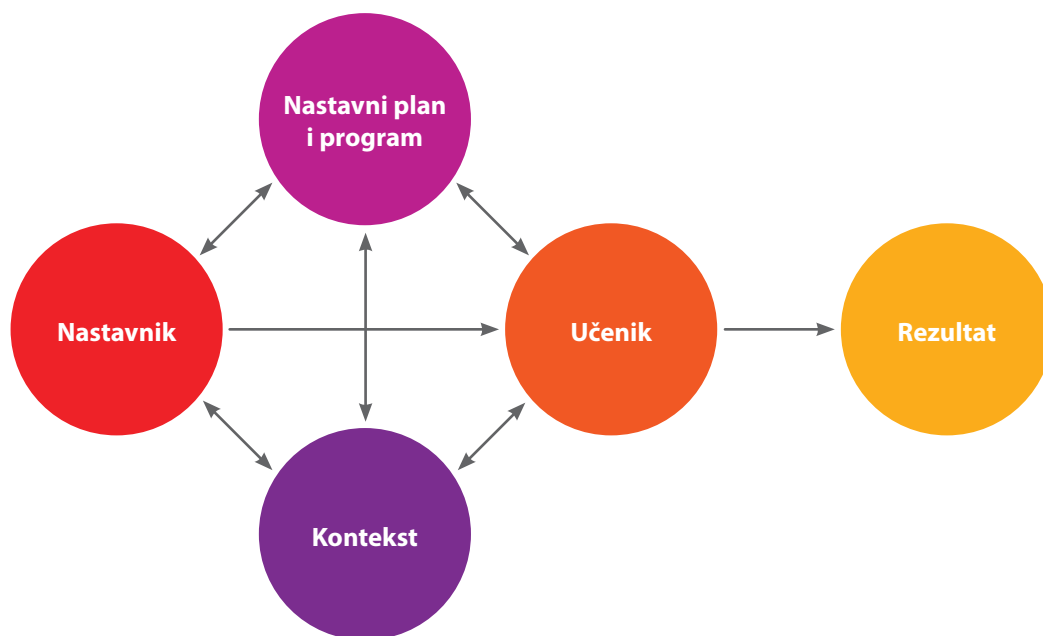 Nastavni plan
i program
Nastavnik
Učenik
Rezultat
Kontekst